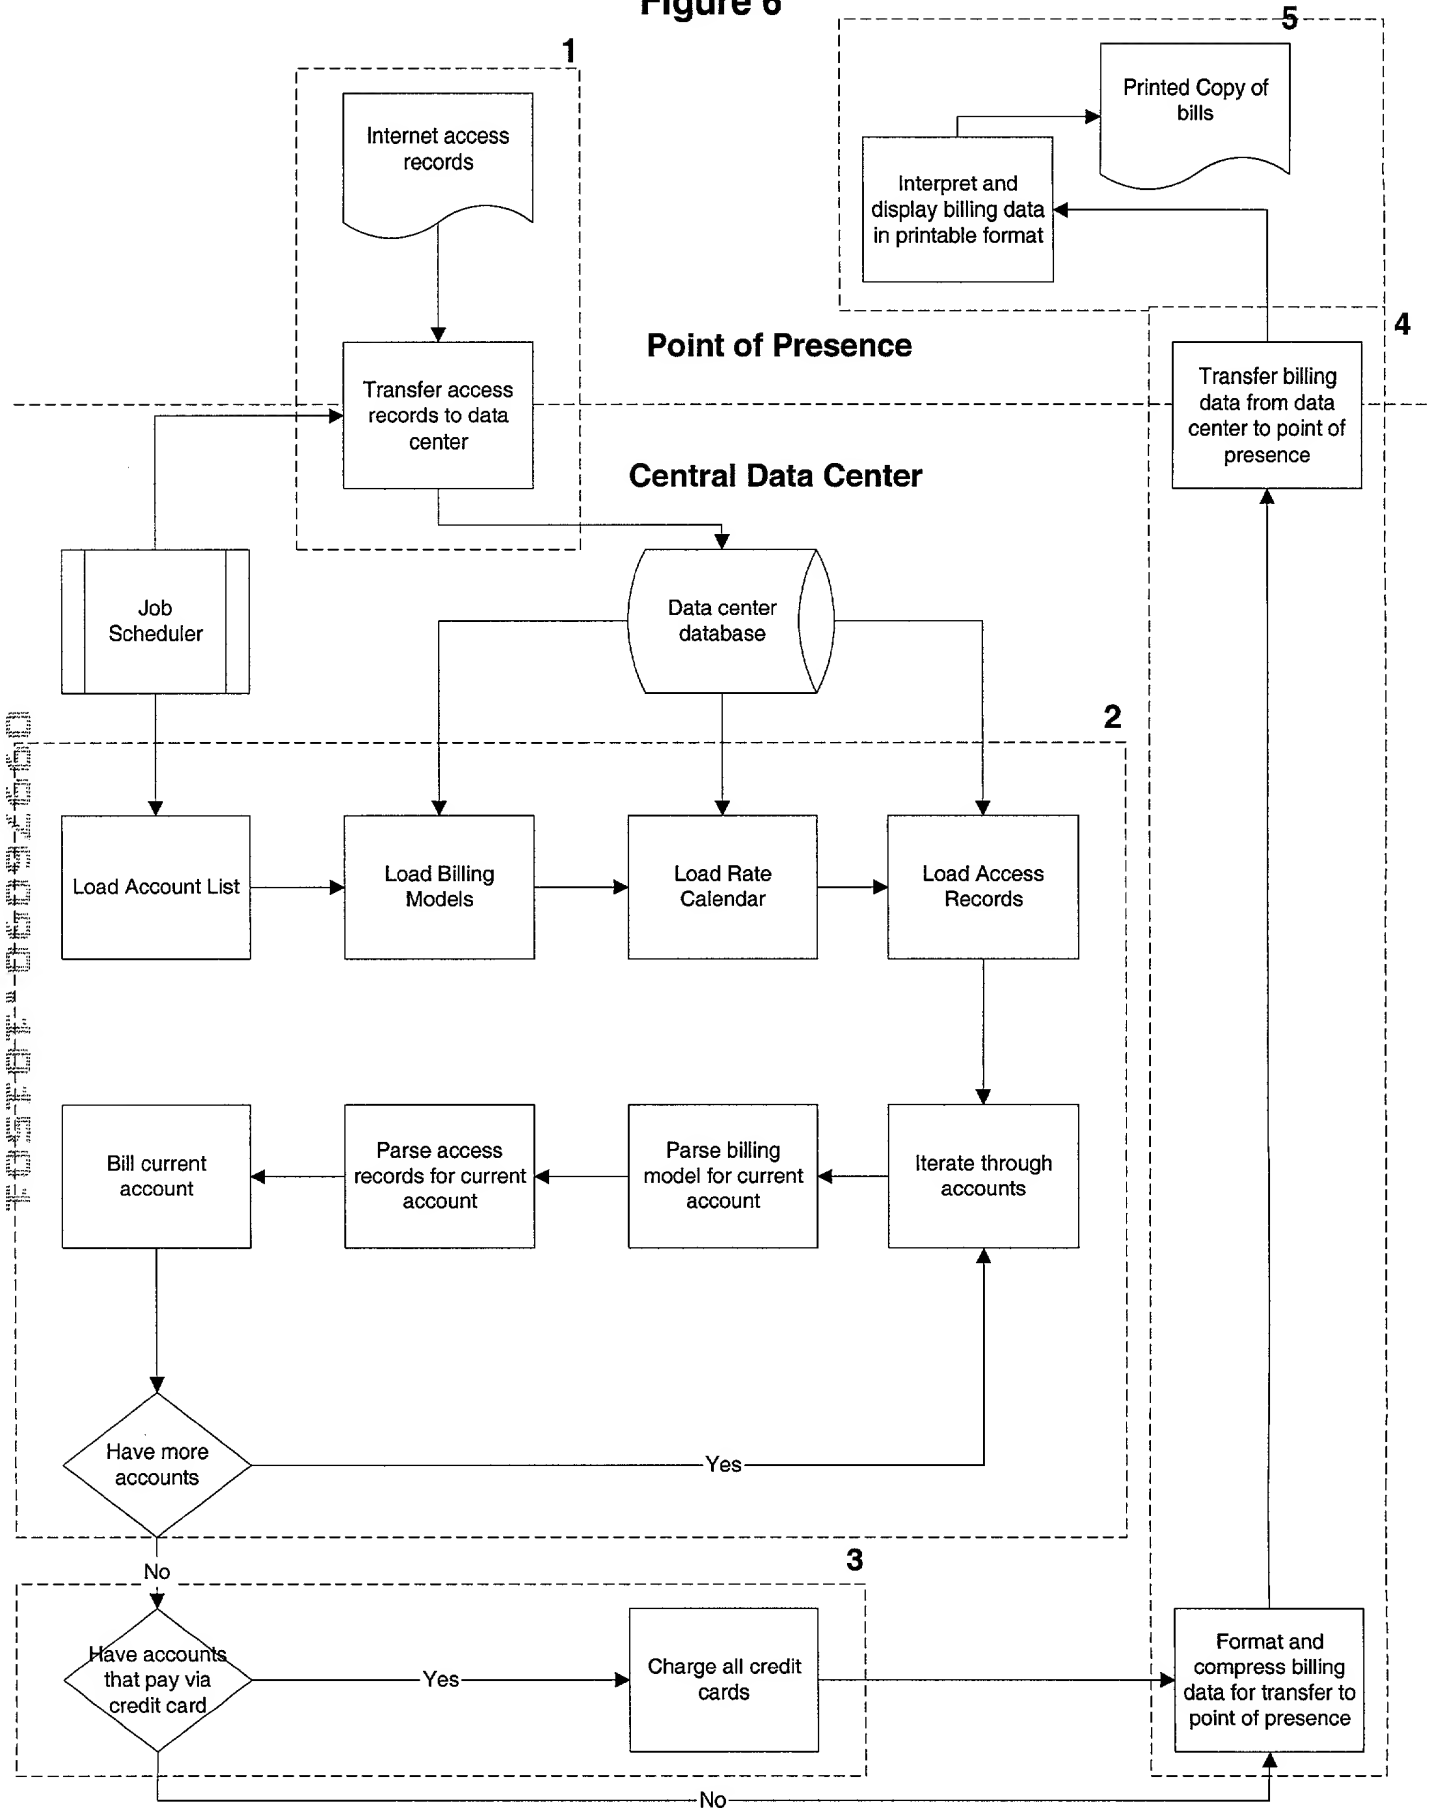 Figure 6
5
1
Printed Copy of
bills
Internet access
records
Interpret and
display billing data
in printable format
4
Point of Presence
Transfer access
records to data
center
Transfer billing
data from data
center to point of
presence
Central Data Center
Job
Scheduler
Data center
database
2
Load Account List
Load Billing
Models
Load Rate
Calendar
Load Access
Records
Bill current
account
Parse access
records for current
account
Parse billing
model for current
account
Iterate through
accounts
Have more
accounts
Yes
No
3
Have accounts
that pay via
credit card
Yes
Charge all credit
cards
Format and
compress billing
data for transfer to
point of presence
No